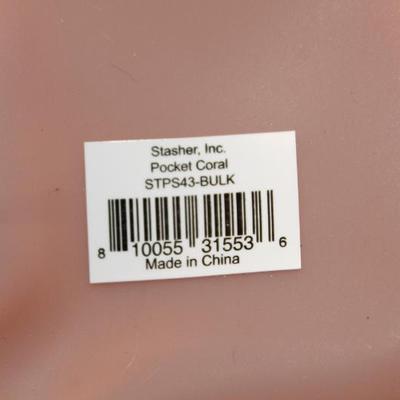 Stasher, Inc.
Pocket Coral
STPS43-BULK
8 10055 31553 6
Made in China